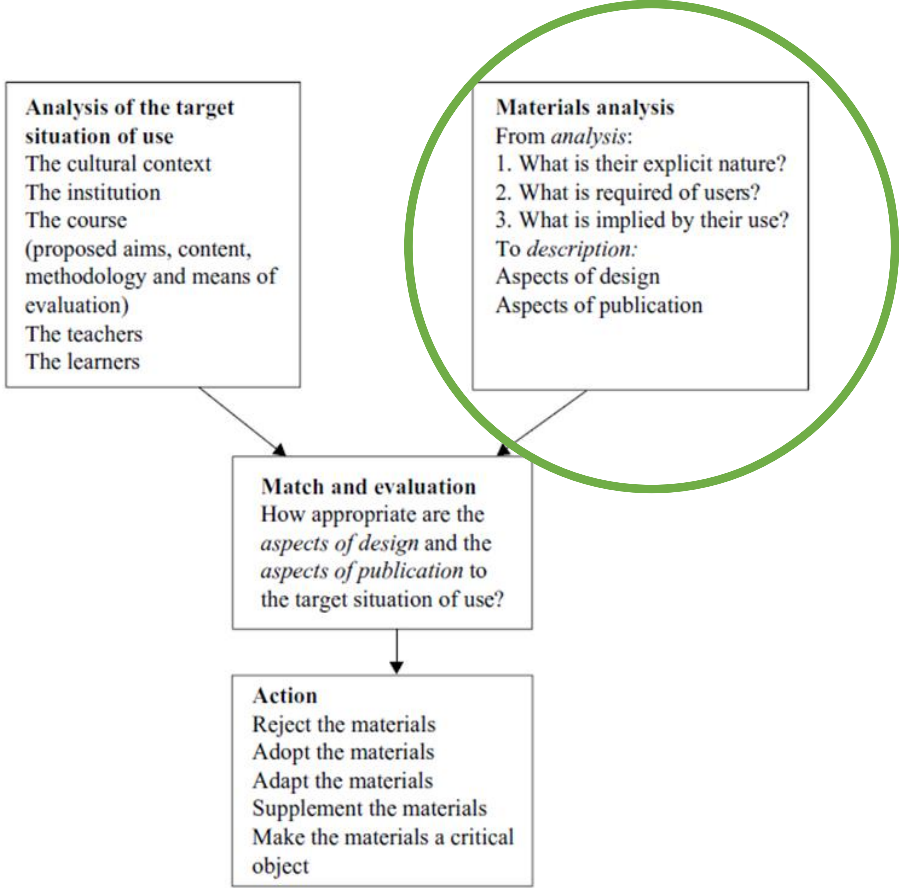 Analysis of the target
situation of use
The cultural context
The institution
The course
(proposed aims, content,
methodology and means of
evaluation)
The teachers
The learners
Materials analysis
From analysis:
1. What is their explicit nature?
2. What is required of users?
3. What is implied by their use?
To description:
Aspects of design
Aspects of publication
Match and evaluation
How appropriate are the
aspects of design and the
aspects of publication to
the target situation of use?
Action
Reject the materials
Adopt the materials
Adapt the materials
Supplement the materials
Make the materials a critical
object